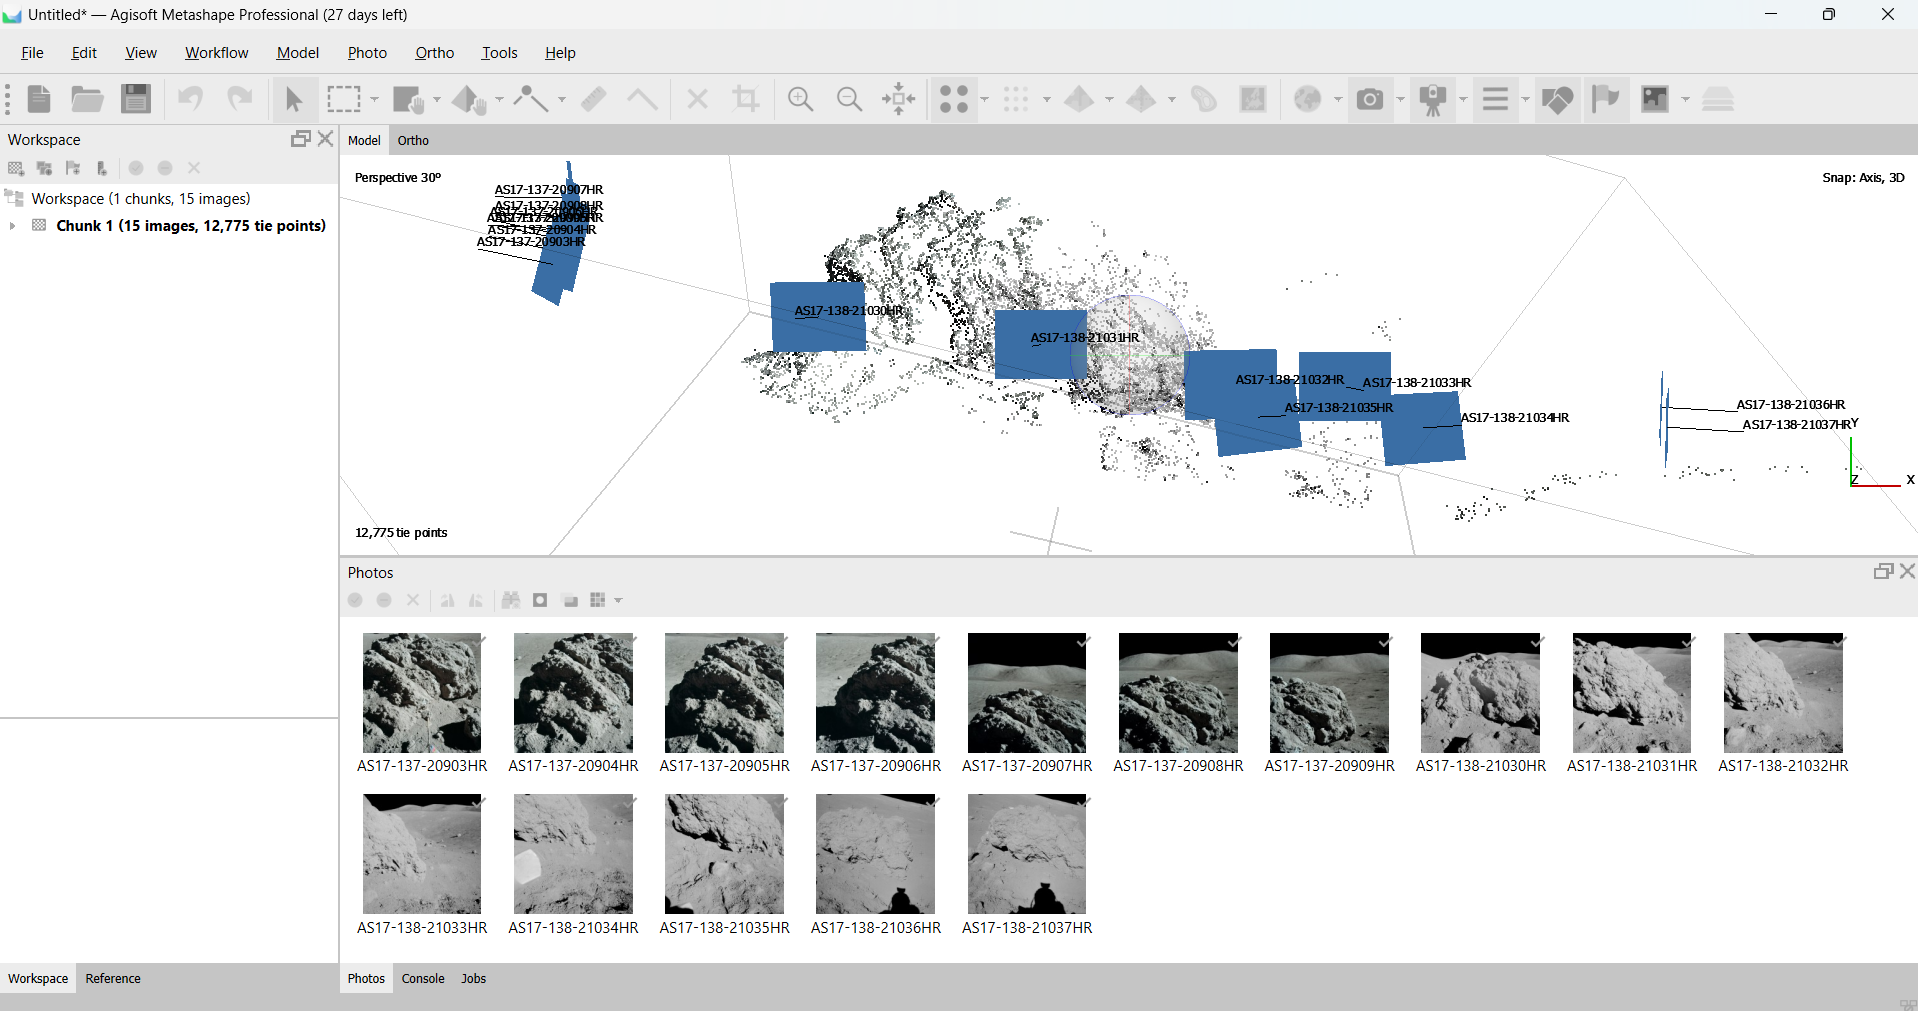 Untitled* — Agisoft Metashape Professional (27 days left)
File Edit View Workflow Model Photo Ortho Tools Help
Workspace
Workspace (1 chunks, 15 images)
Chunk 1 (15 images, 12,775 tie points)
Model Ortho
Perspective 30°
Snap: Axis, 3D
AS17-137-20907HR
AS17-137-20908HR
AS17-137-20904HR
AS17-137-20903HR
AS17-138-21030HR
AS17-138-21031HR
AS17-138-21032HR
AS17-138-21033HR
AS17-138-21035HR
AS17-138-21034HR
AS17-138-21036HR
AS17-138-21037HR
Y
Z
X
12,775 tie points
Photos
AS17-137-20903HR AS17-137-20904HR AS17-137-20905HR AS17-137-20906HR AS17-137-20907HR AS17-137-20908HR AS17-137-20909HR AS17-138-21030HR AS17-138-21031HR AS17-138-21032HR
AS17-138-21033HR AS17-138-21034HR AS17-138-21035HR AS17-138-21036HR AS17-138-21037HR
Workspace Reference
Photos Console Jobs